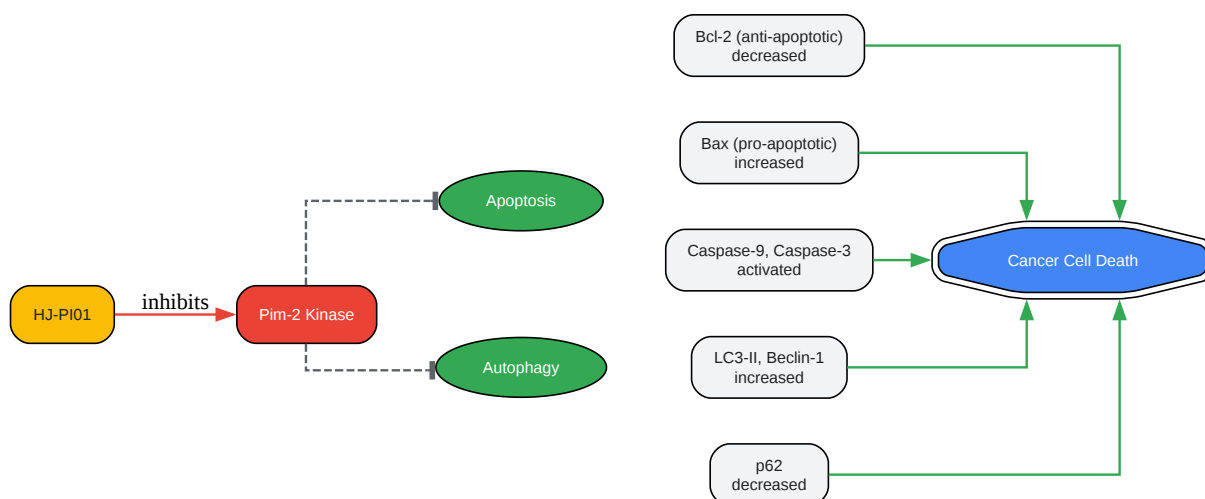 HJ-PI01
inhibits
Pim-2 Kinase
Apoptosis
Autophagy
Bcl-2 (anti-apoptotic)
decreased
Bax (pro-apoptotic)
increased
Caspase-9, Caspase-3
activated
LC3-II, Beclin-1
increased
p62
decreased
Cancer Cell Death